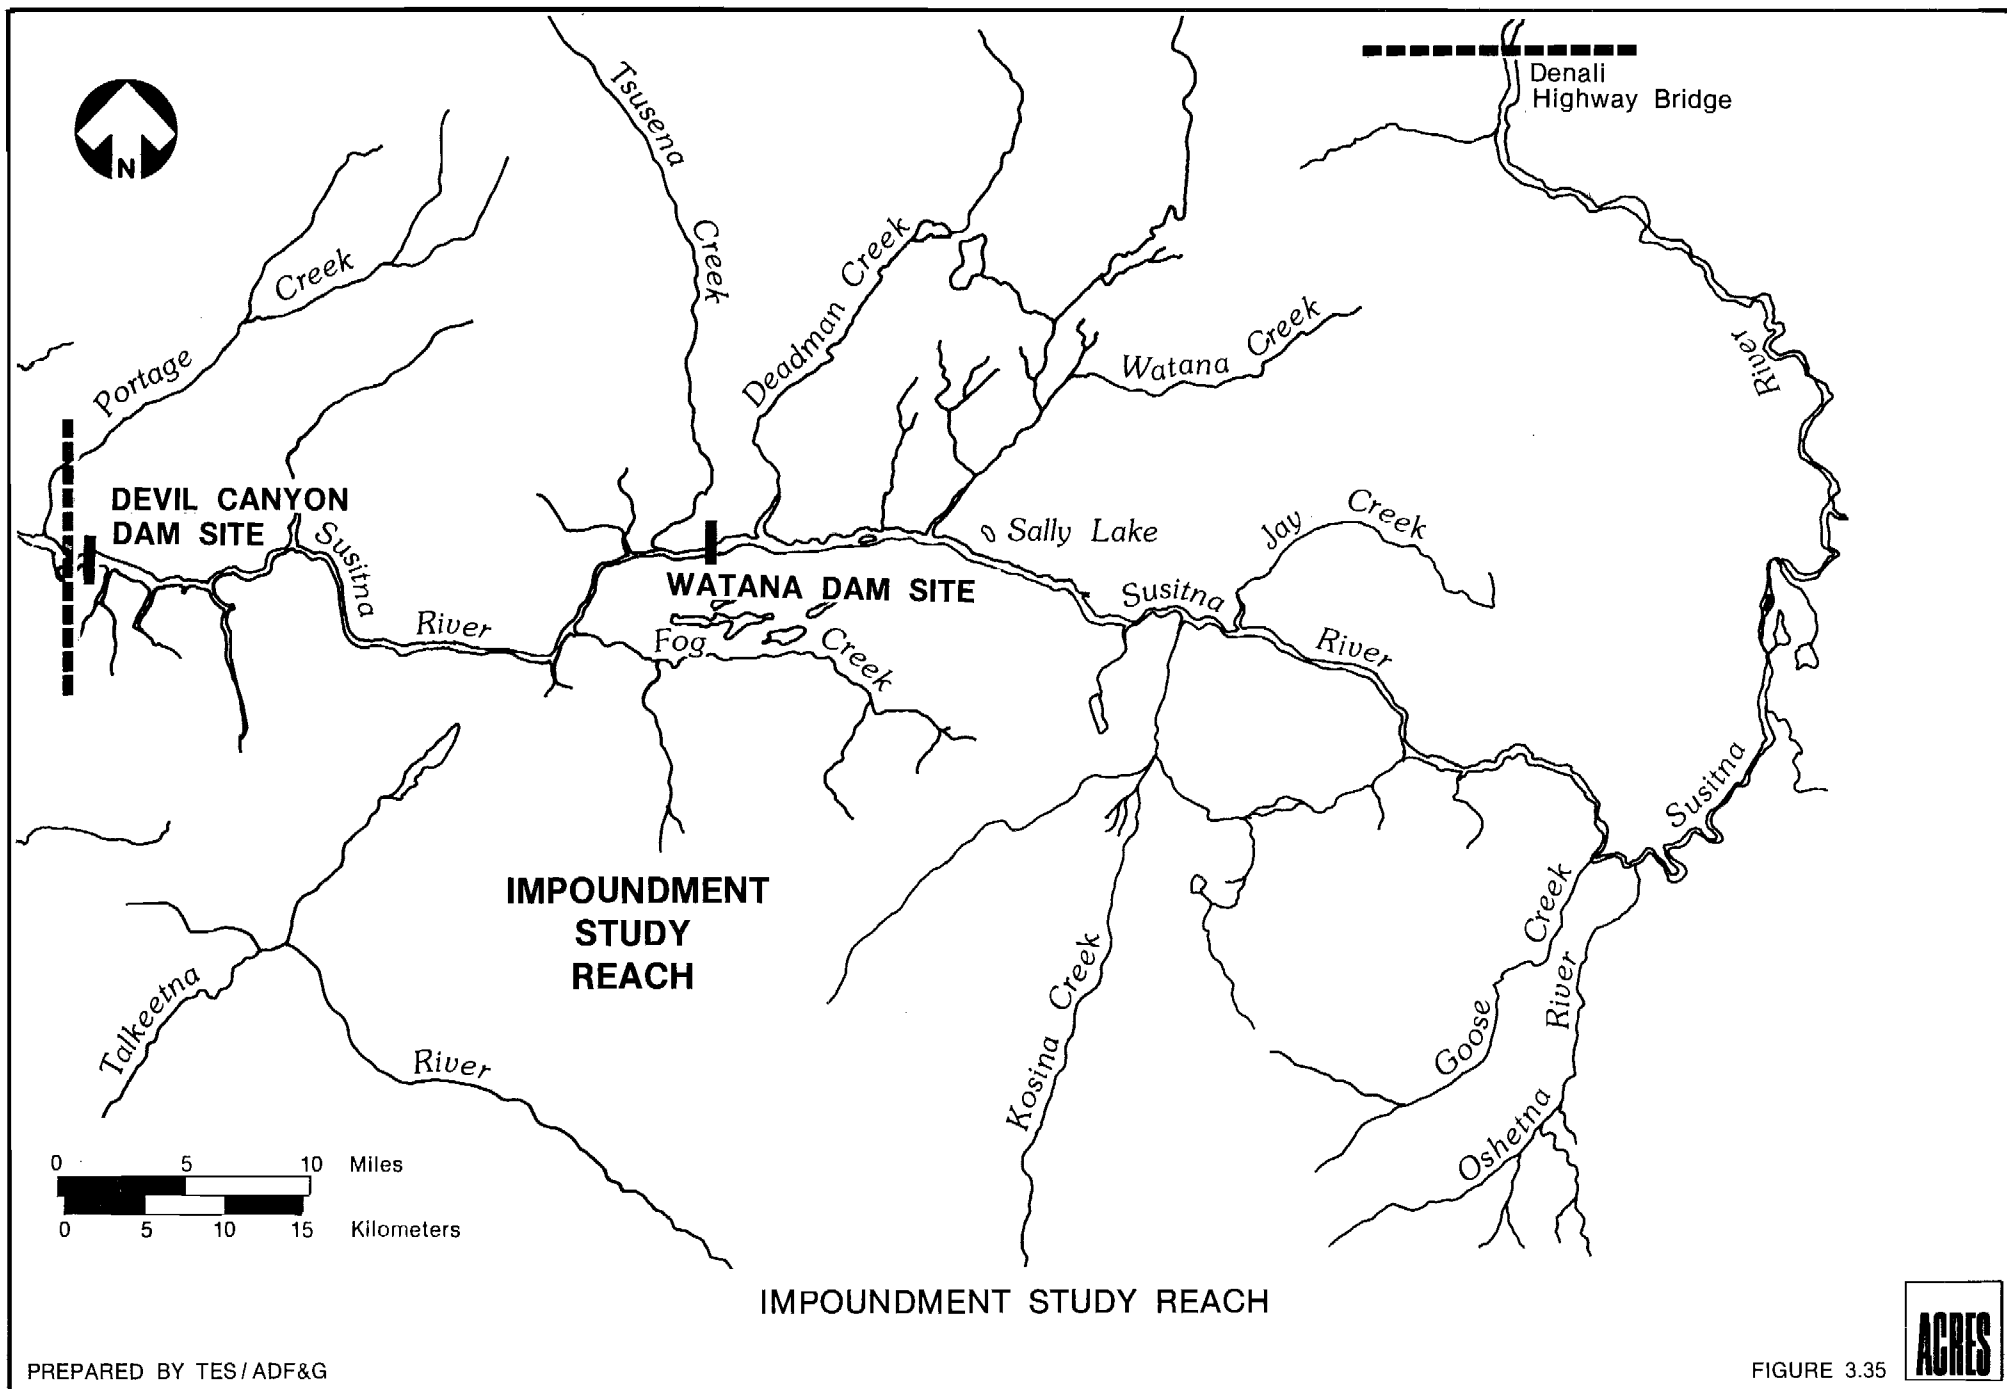 Denali
Highway Bridge
N
Tsusena
Creek
Portage
Creek
Deadman Creek
Watana Creek
River
DEVIL CANYON
DAM SITE
Susitna
River
WATANA DAM SITE
Sally Lake
Jay Creek
Susitna
River
Fog Creek
Susitna
IMPOUNDMENT
STUDY
REACH
Goose Creek
Kosina Creek
Oshetna River
Talkeetna
River
0 5 10 Miles
0 5 10 15 Kilometers
IMPOUNDMENT STUDY REACH
PREPARED BY TES/ADF&G
FIGURE 3.35
ACRES